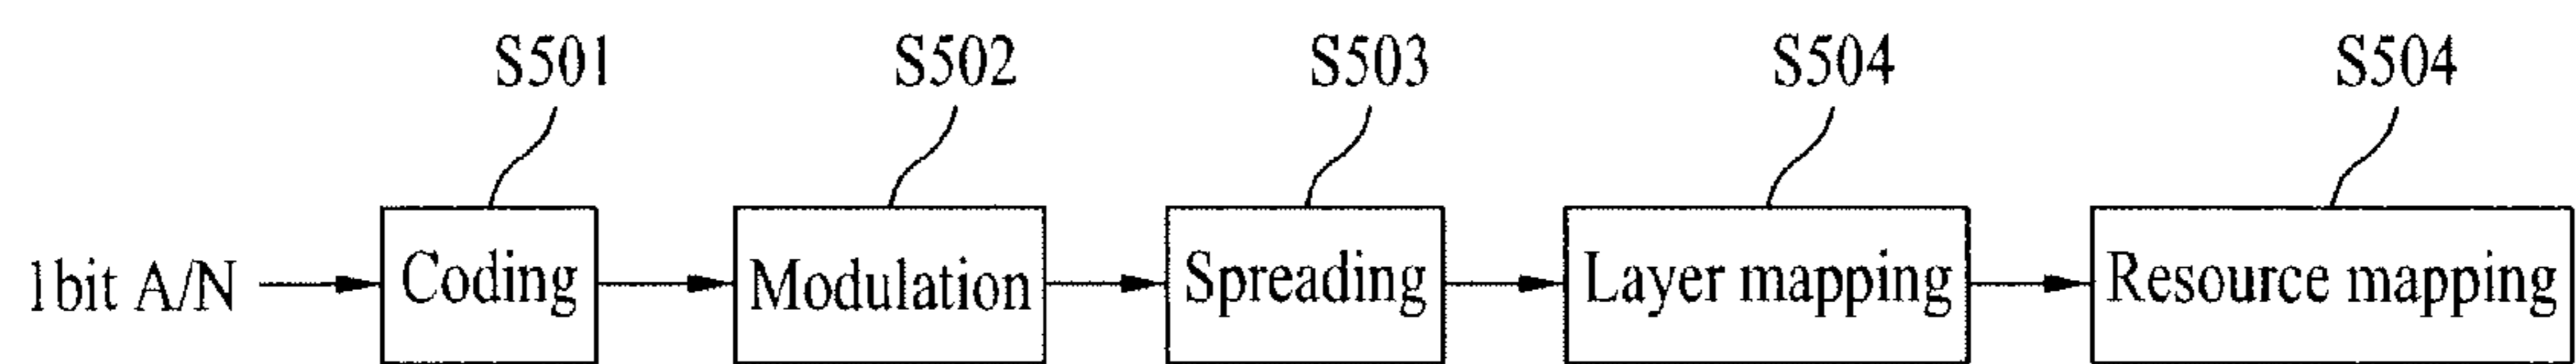 S501 S502 S503 S504 S504
1bit A/N Coding Modulation Spreading Layer mapping Resource mapping